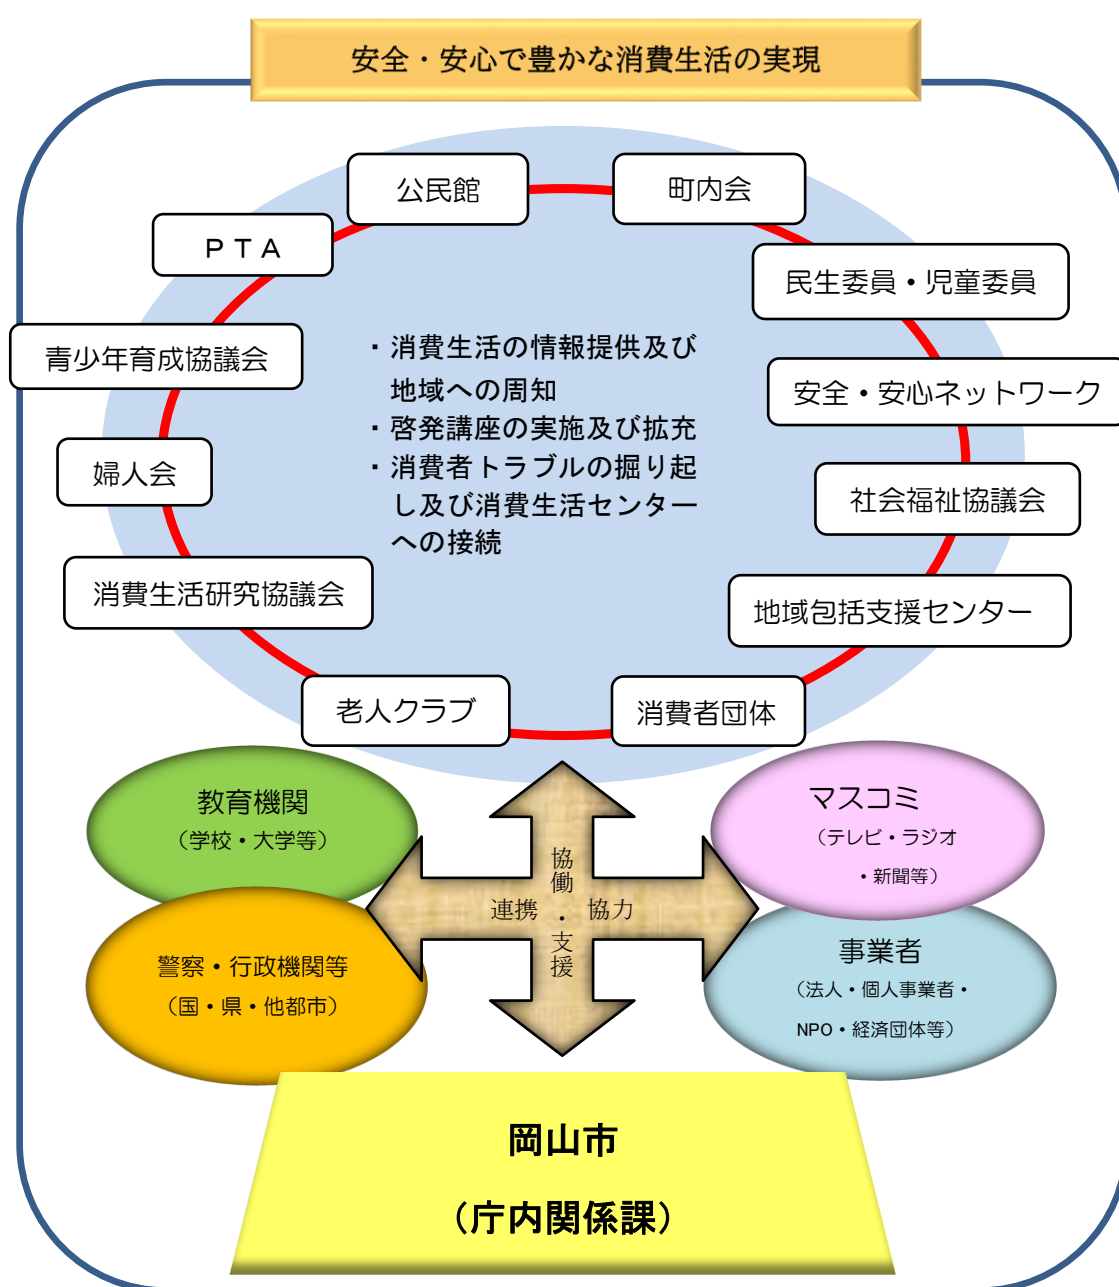 安全・安心で豊かな消費生活の実現
公民館
町内会
ＰＴＡ
民生委員・児童委員
青少年育成協議会
安全・安心ネットワーク
婦人会
社会福祉協議会
消費生活研究協議会
地域包括支援センター
老人クラブ
消費者団体
・消費生活の情報提供及び
地域への周知
・啓発講座の実施及び拡充
・消費者トラブルの掘り起
し及び消費生活センター
への接続
教育機関
（学校・大学等）
マスコミ
（テレビ・ラジオ
・新聞等）
協働・支援
連携　協力
警察・行政機関等
（国・県・他都市）
事業者
（法人・個人事業者・
NPO・経済団体等）
岡山市
（庁内関係課）